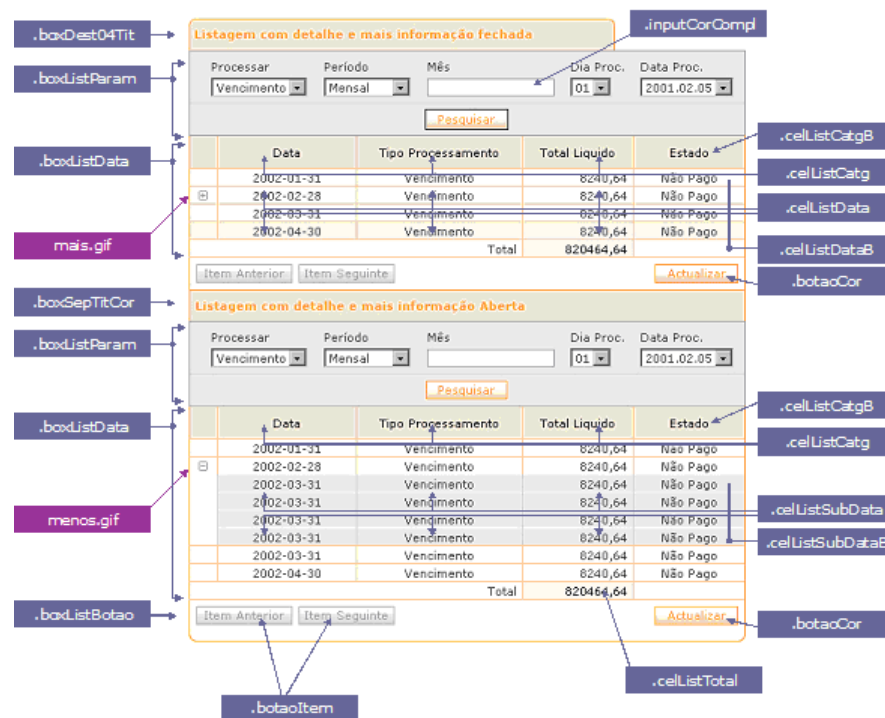 .inputCorCompl
.boxDest04Tit
Listagem com detalhe e mais informação fechada
.boxListParam
Processar Período Mês Dia Proc. Data Proc.
Vencimento Mensal 01 2001.02.05
Pesquisar
.celListCatgB
.boxListData
Data Tipo Processamento Total Liquido Estado
.celListCatg
2002-01-31 Vencimento 8240,64 Não Pago
2002-02-28 Vencimento 8240,64 Não Pago
.celListData
2002-03-31 Vencimento 8240,64 Não Pago
2002-04-30 Vencimento 8240,64 Não Pago
mais.gif
.celListDataB
Total 820464,64
Item Anterior Item Seguinte Actualizar
.botaoCor
.boxSepTitCor
Listagem com detalhe e mais informação Aberta
.boxListParam
Processar Período Mês Dia Proc. Data Proc.
Vencimento Mensal 01 2001.02.05
Pesquisar
.celListCatgB
.boxListData
Data Tipo Processamento Total Liquido Estado
.celListCatg
2002-01-31 Vencimento 8240,64 Não Pago
2002-02-28 Vencimento 8240,64 Não Pago
2002-03-31 Vencimento 8240,64 Não Pago
2002-03-31 Vencimento 8240,64 Não Pago
.celListSubData
menos.gif
2002-03-31 Vencimento 8240,64 Não Pago
2002-03-31 Vencimento 8240,64 Não Pago
.celListSubDataB
2002-03-31 Vencimento 8240,64 Não Pago
2002-04-30 Vencimento 8240,64 Não Pago
Total 820464,64
.boxListBotao
Item Anterior Item Seguinte Actualizar
.botaoCor
.celListTotal
.botaoItem